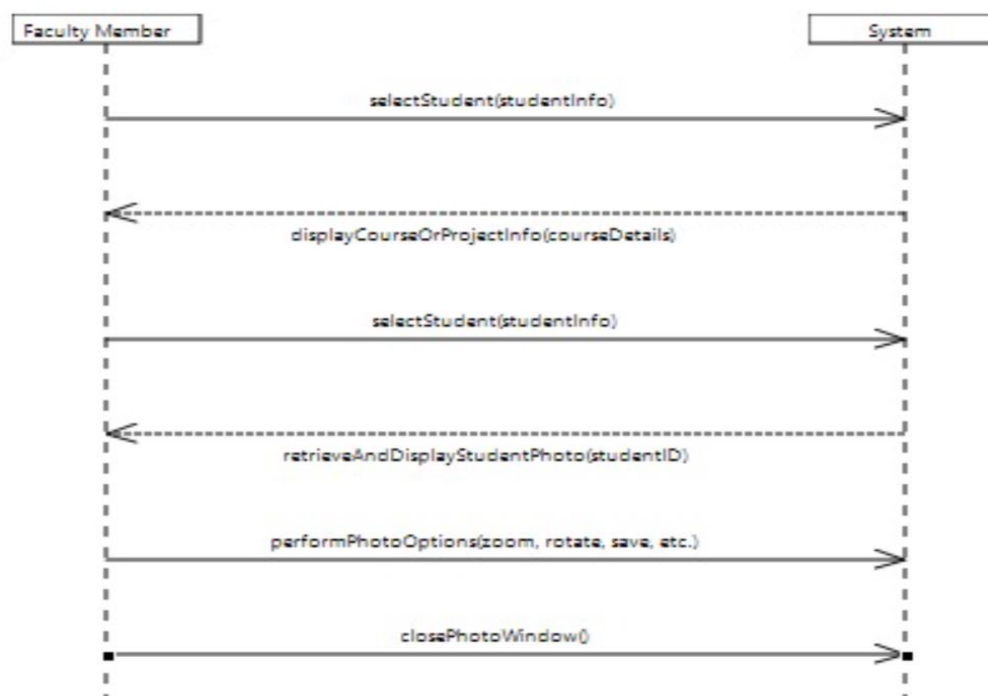 Faculty Member
System
selectStudent(studentInfo)
displayCourseOrProjectInfo(courseDetails)
selectStudent(studentInfo)
retrieveAndDisplayStudentPhoto(studentID)
performPhotoOptions(zoom, rotate, save, etc.)
closePhotoWindow()